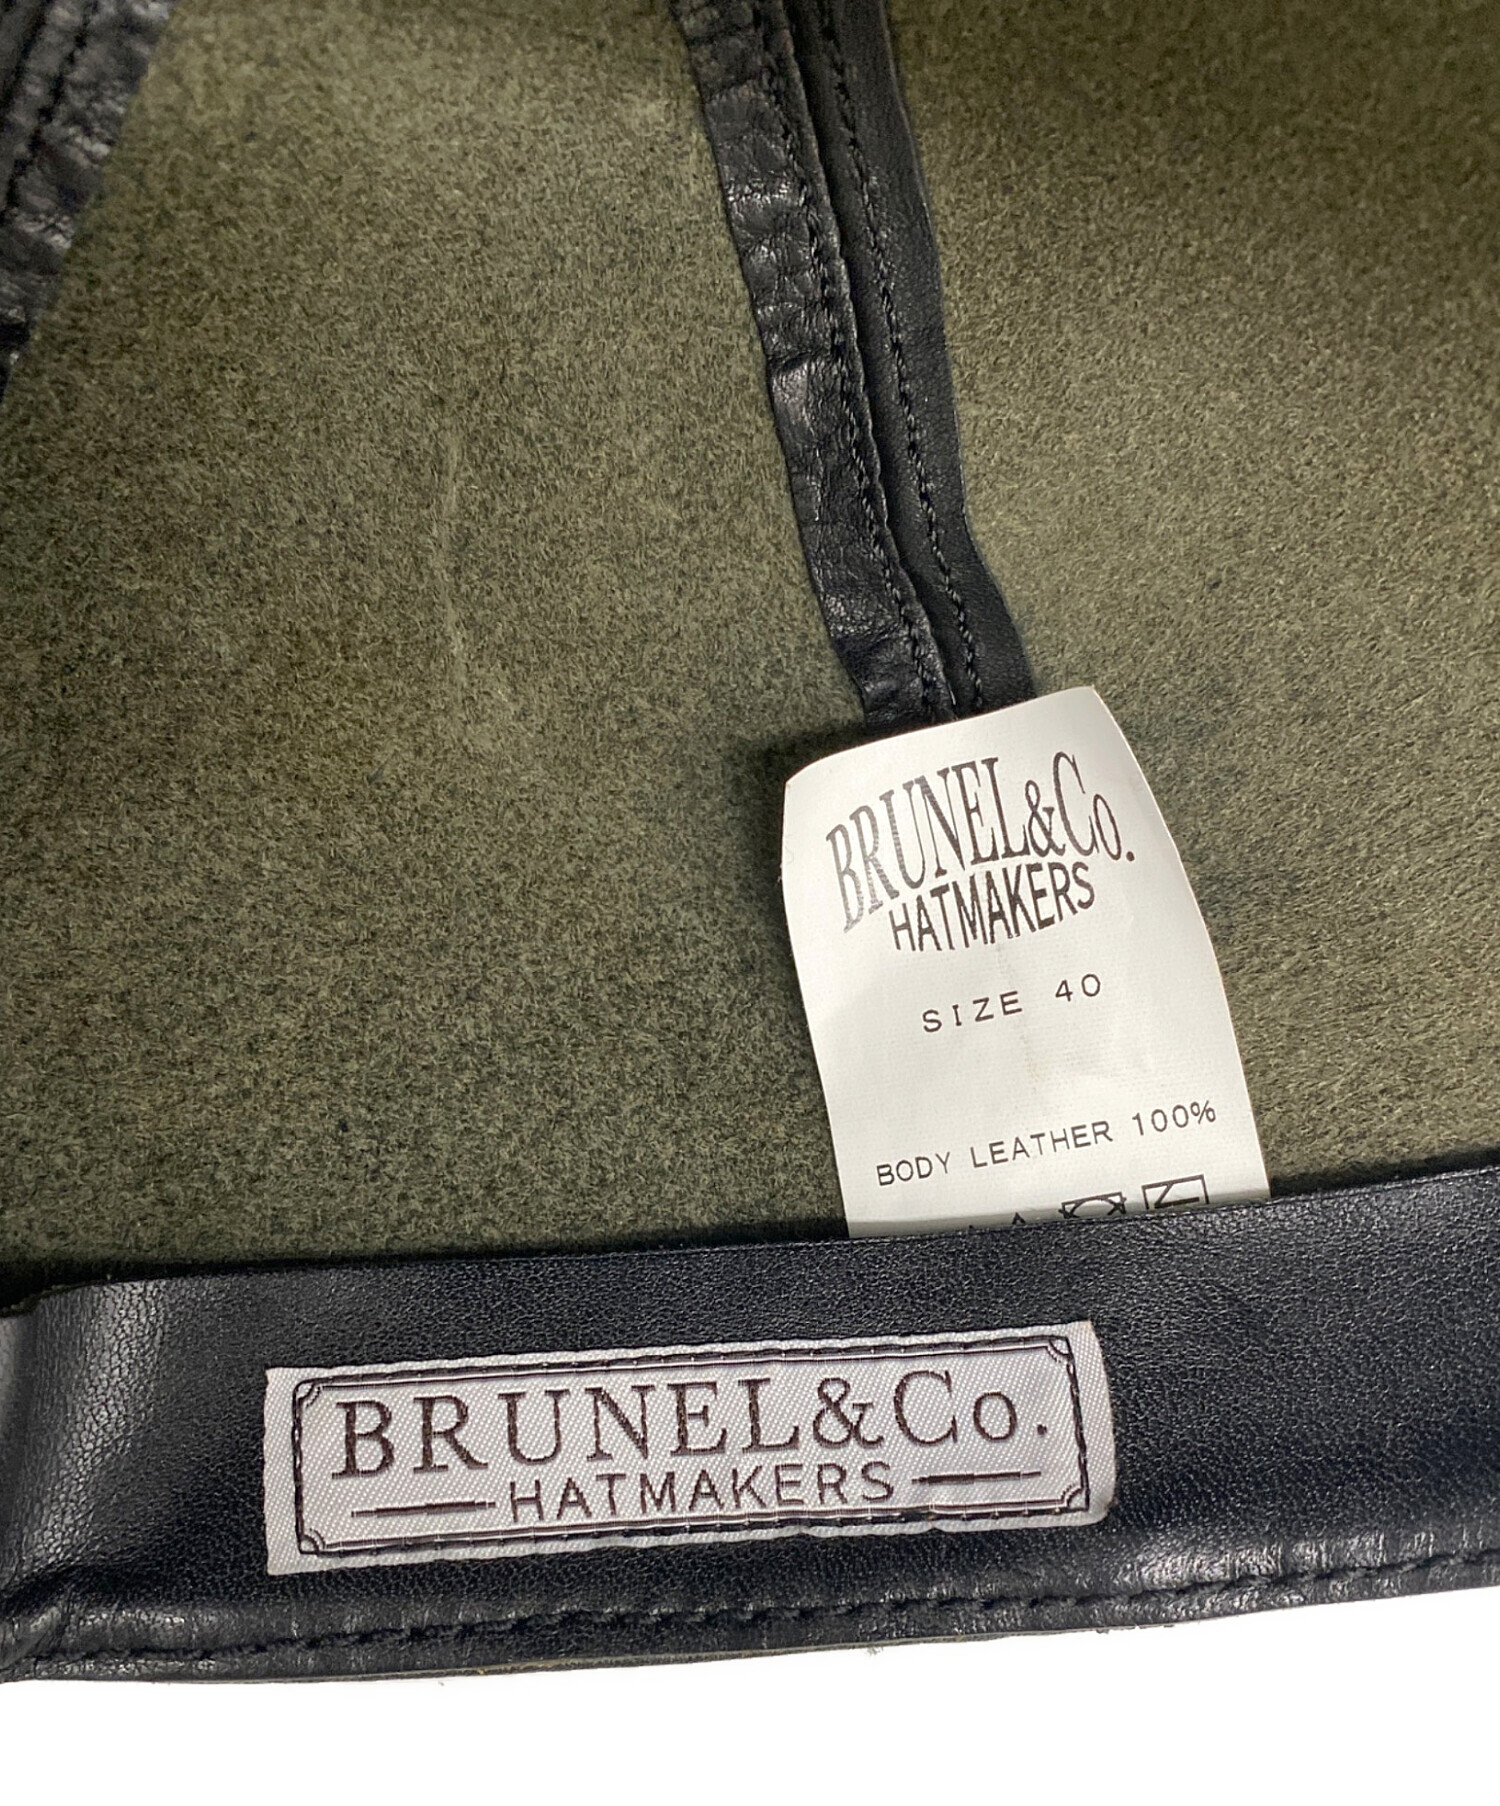 BRUNEL&Co.
HATMAKERS
SIZE 40
BODY LEATHER 100%
BRUNEL&Co.
HATMAKERS